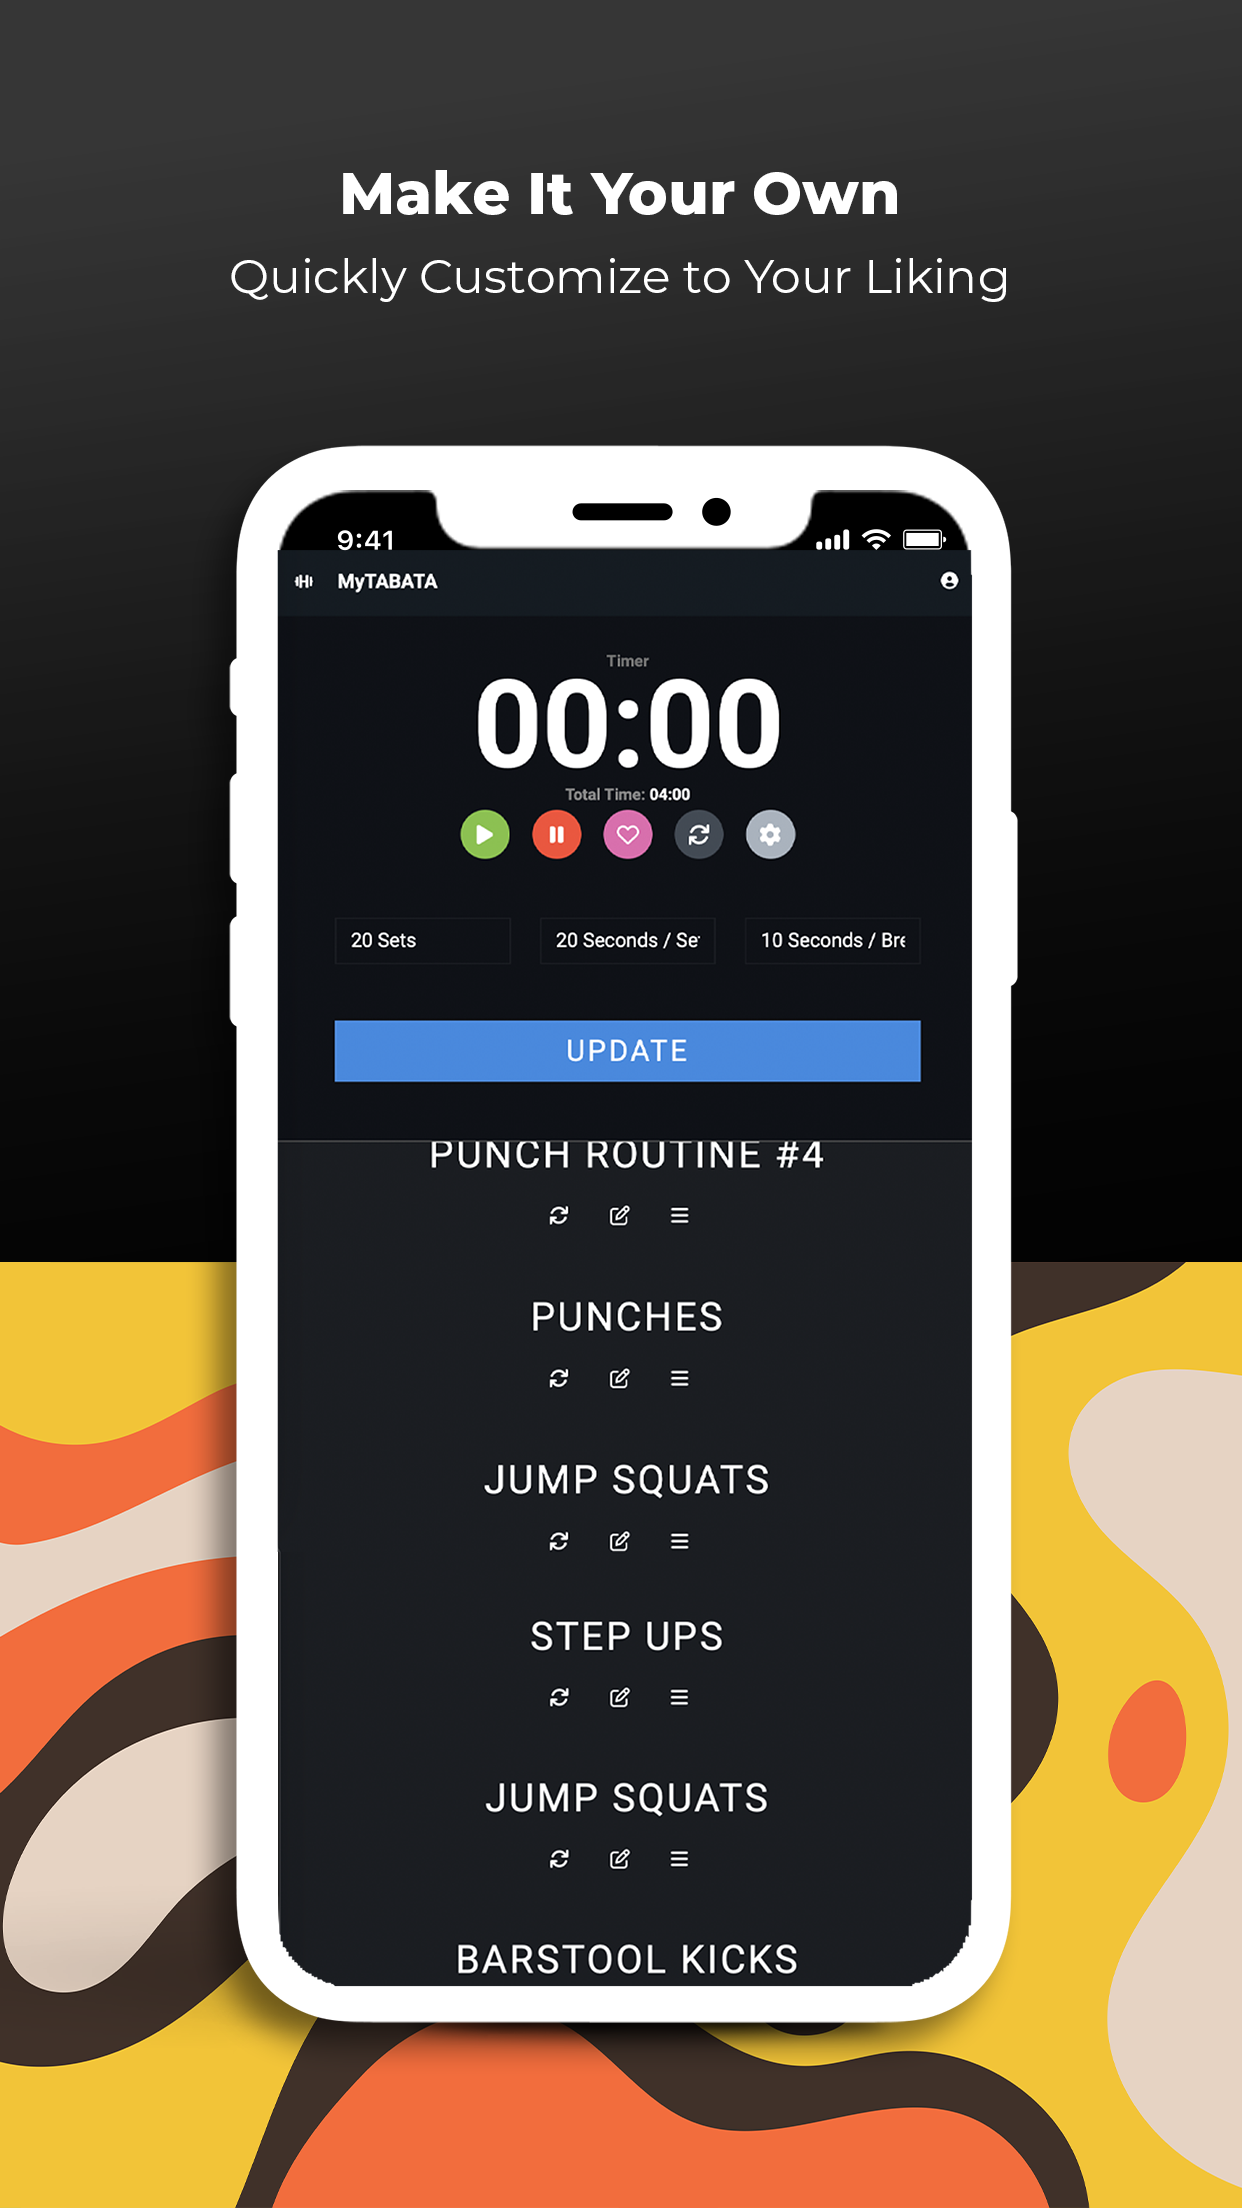 Make It Your Own
Quickly Customize to Your Liking
9:41
MyTABATA
Timer
00:00
Total Time: 04:00
20 Sets
20 Seconds / Se
10 Seconds / Bre
UPDATE
PUNCH ROUTINE #4
PUNCHES
JUMP SQUATS
STEP UPS
JUMP SQUATS
BARSTOOL KICKS